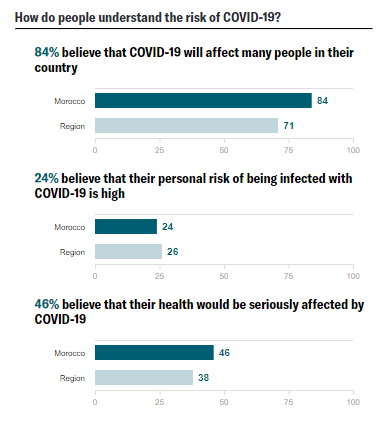 How do people understand the risk of COVID-19?
84% believe that COVID-19 will affect many people in their
country
Morocco 84
Region 71
0 25 50 75 100
24% believe that their personal risk of being infected with
COVID-19 is high
Morocco 24
Region 26
0 25 50 75 100
46% believe that their health would be seriously affected by
COVID-19
Morocco 46
Region 38
0 25 50 75 100